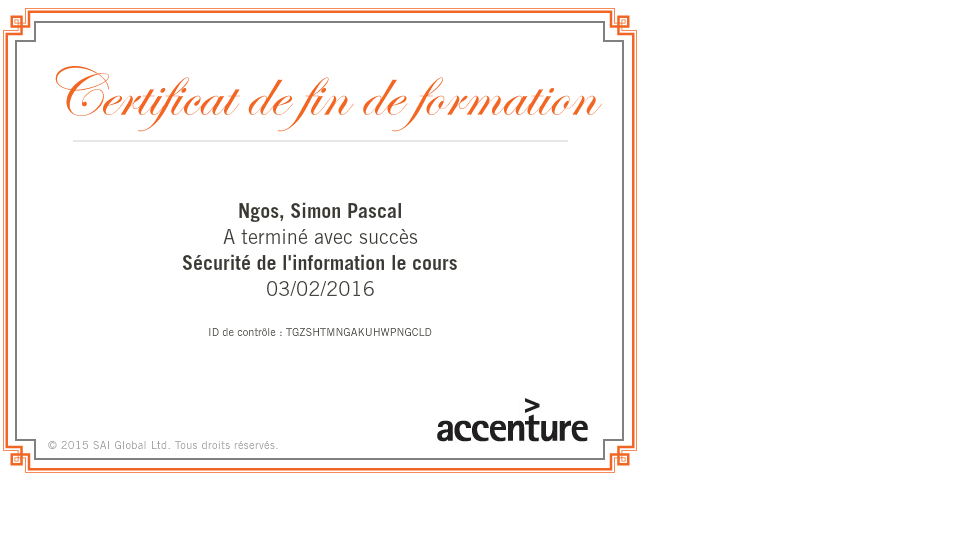 Certificat de fin de formation
Ngos, Simon Pascal
A terminé avec succès
Sécurité de l'information le cours
03/02/2016
ID de contrôle : TGZSHTMNGAKUHWPNGCLD
>
accenture
© 2015 SAI Global Ltd. Tous droits réservés.